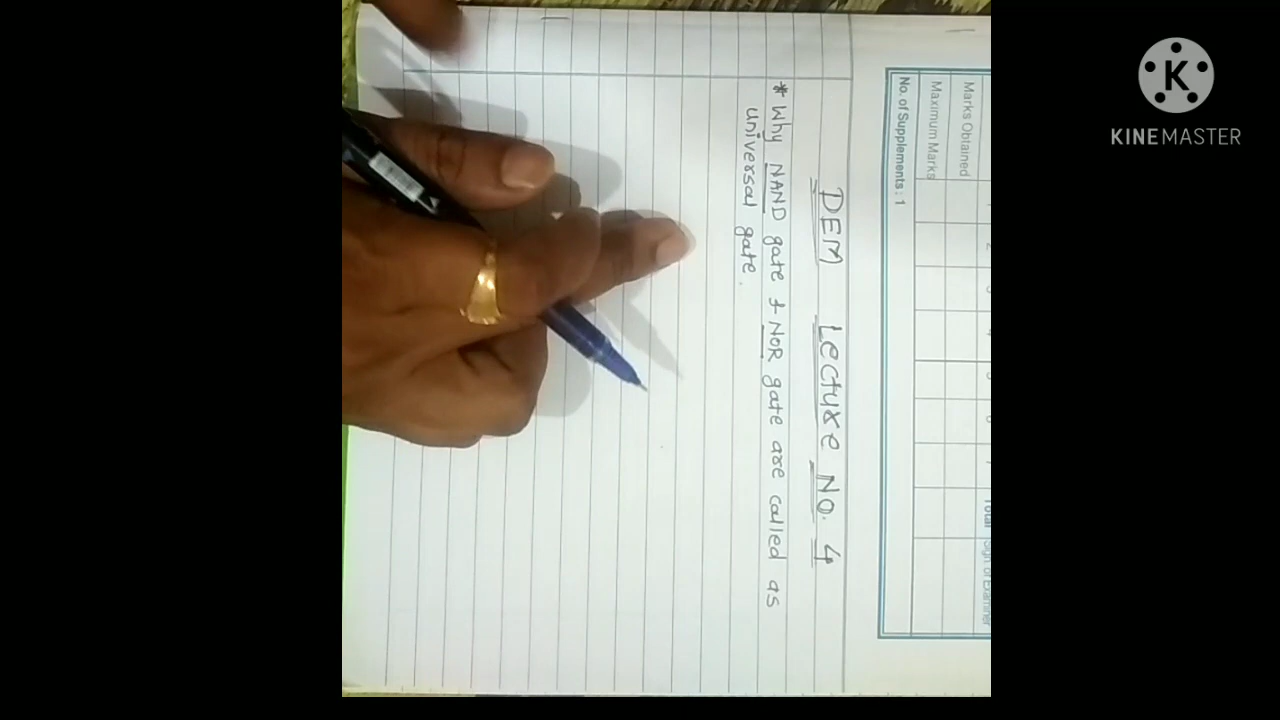 Marks Obtained
Maximum Marks
No. of Supplements : 1
DEM Lecture No. 4
* Why NAND gate & NOR gate are called as
universal gate.
K
KINEMASTER